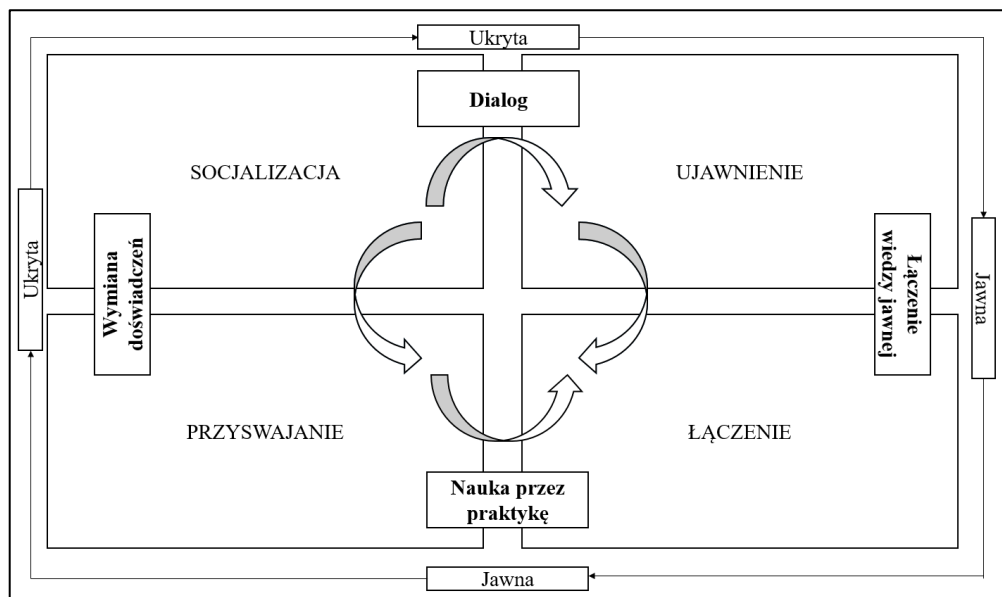 Ukryta
Dialog
SOCJALIZACJA
UJAWNIENIE
Ukryta
Wymiana
doświadczeń
Łączenie
wiedzy jawnej
Jawna
PRZYSWAJANIE
ŁĄCZENIE
Nauka przez
praktykę
Jawna